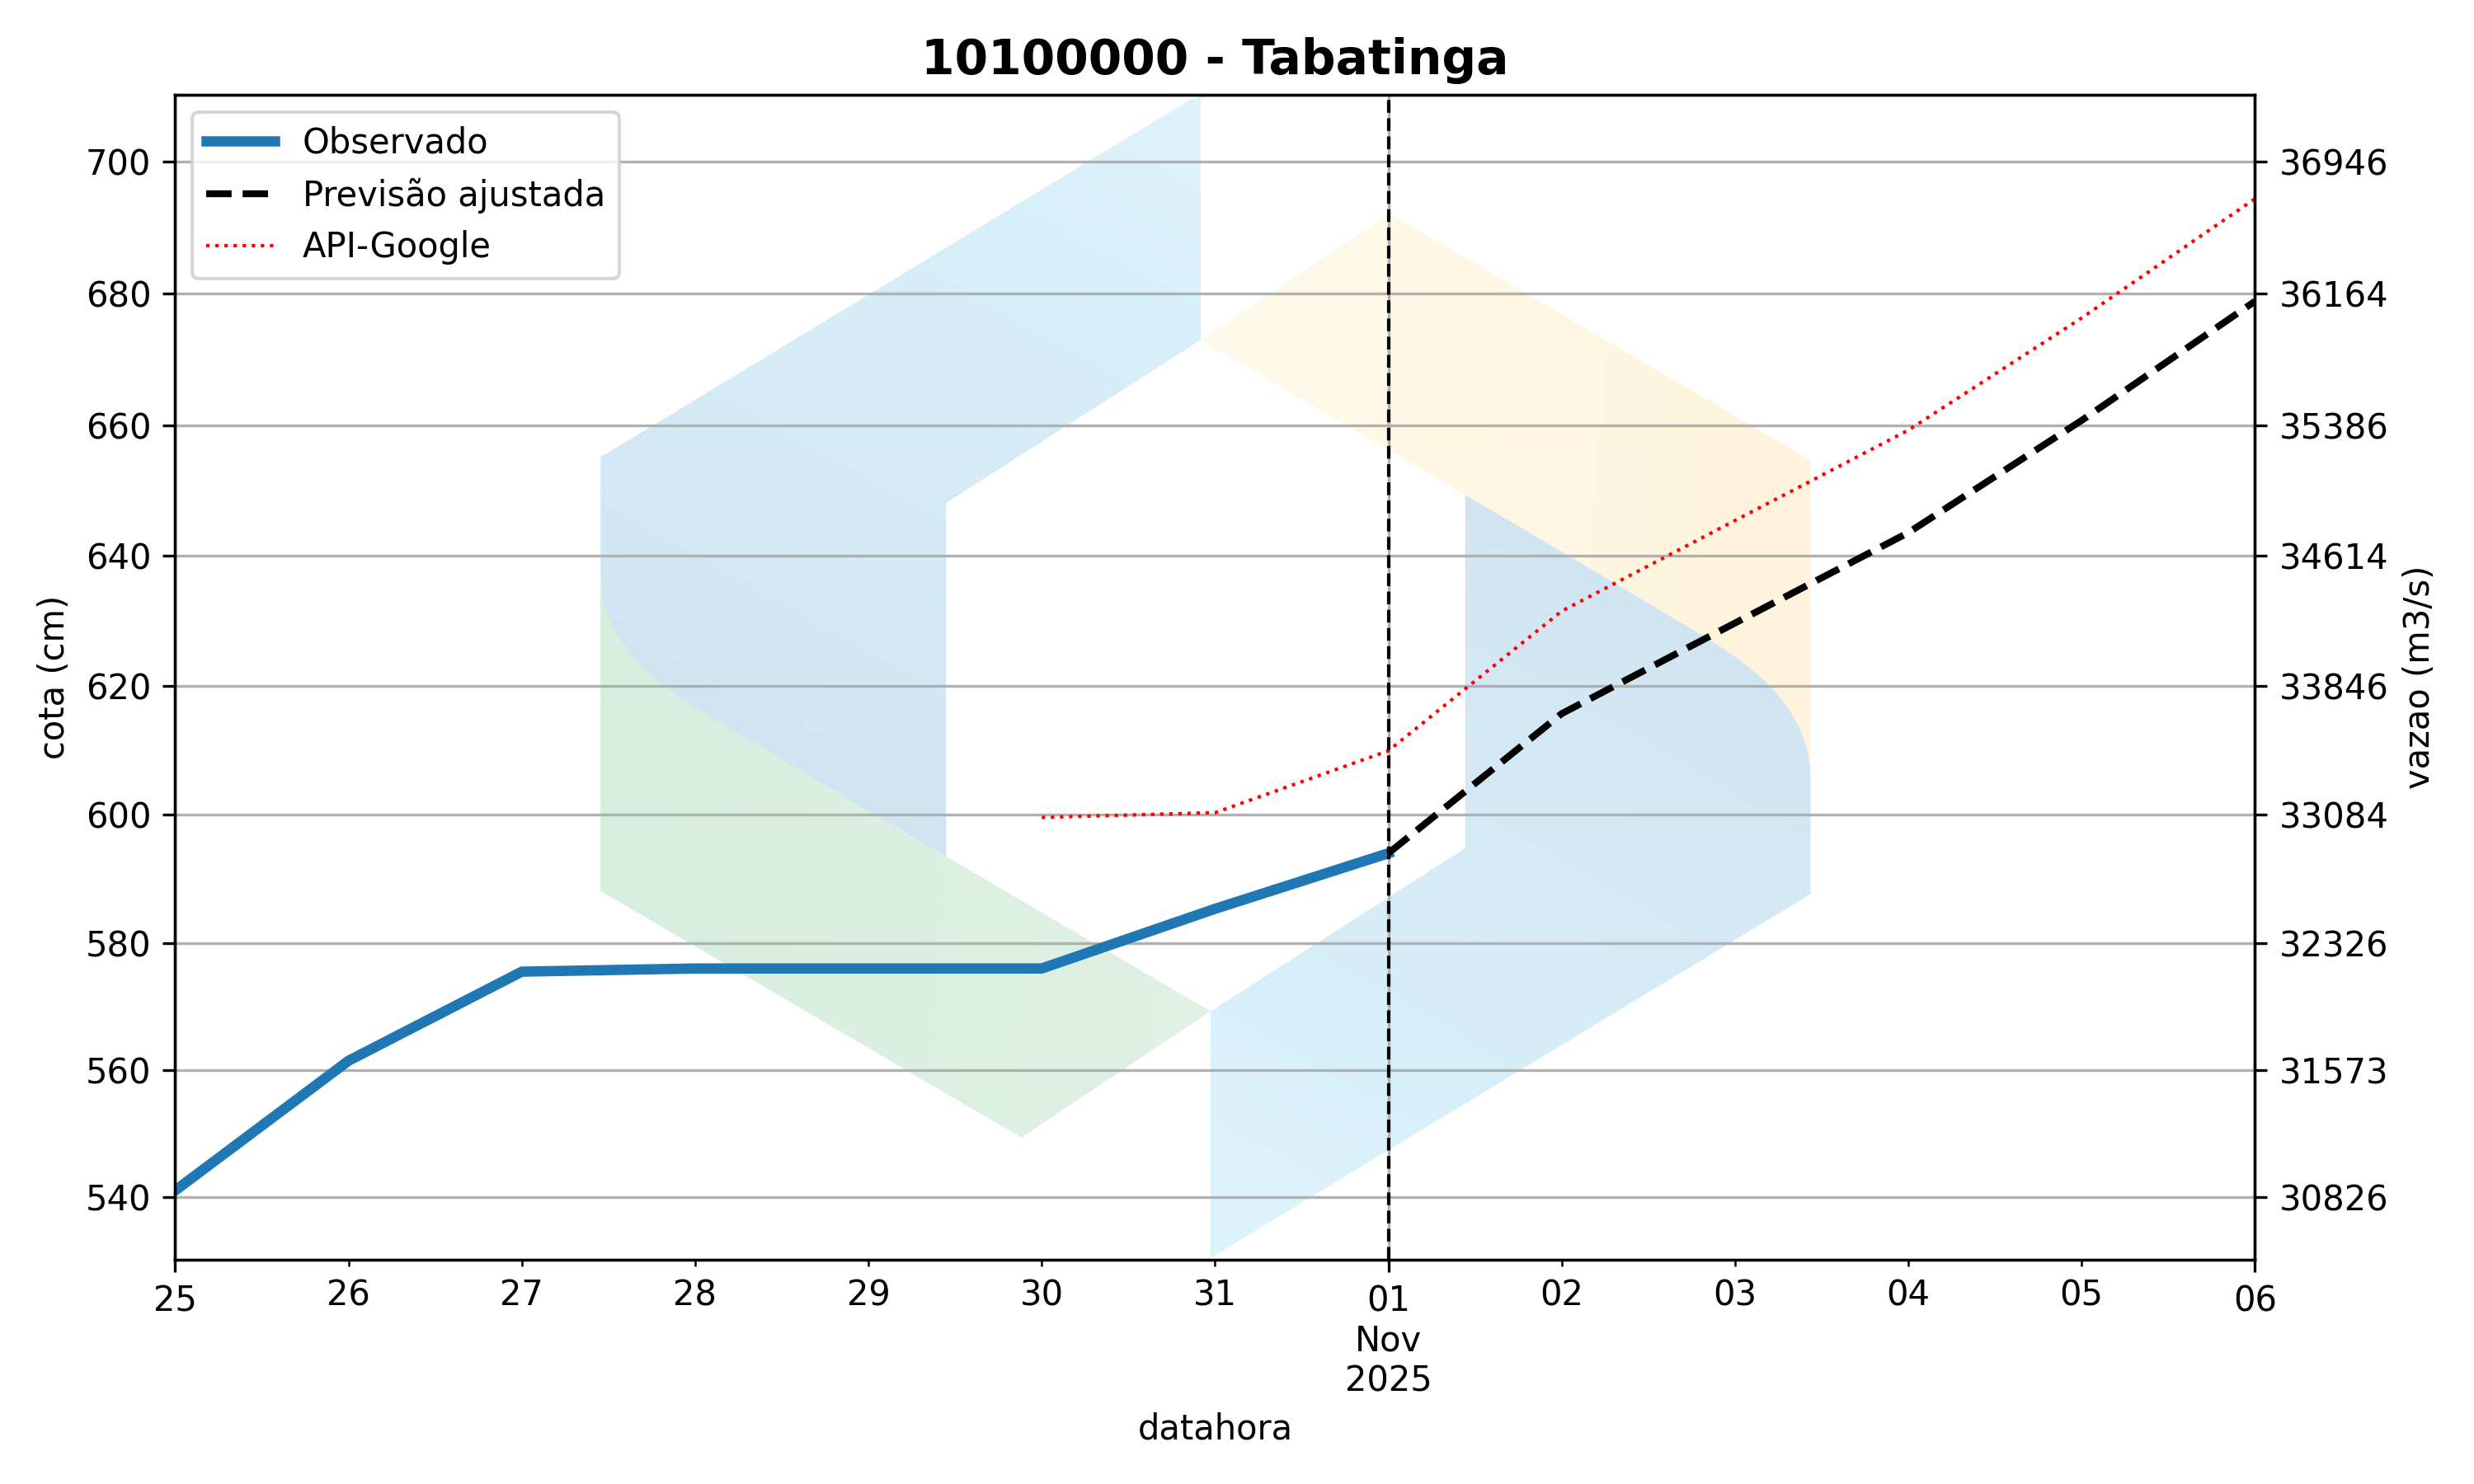 10100000 - Tabatinga
Observado
Previsão ajustada
API-Google
700
680
660
640
620
600
580
560
540
cota (cm)
36946
36164
35386
34614
33846
33084
32326
31573
30826
vazao (m3/s)
25 26 27 28 29 30 31 01 02 03 04 05 06
Nov
2025
datahora